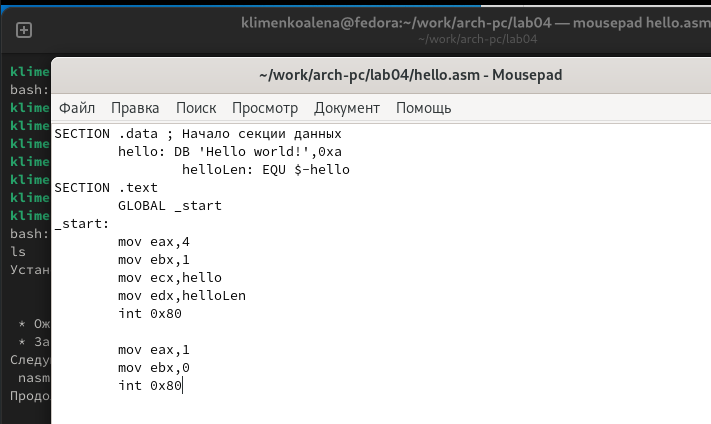 klimenkoalena@fedora:~/work/arch-pc/lab04 — mousepad hello.asm
~/work/arch-pc/lab04
klime
bash:
klime
klime
klime
klime
klime
klime
klime
bash:
ls
Устан
* Ож
* За
Следу
nasm
Продо
~/work/arch-pc/lab04/hello.asm - Mousepad
Файл Правка Поиск Просмотр Документ Помощь
SECTION .data ; Начало секции данных
hello: DB 'Hello world!',0xa
helloLen: EQU $-hello
SECTION .text
GLOBAL _start
_start:
mov eax,4
mov ebx,1
mov ecx,hello
mov edx,helloLen
int 0x80
mov eax,1
mov ebx,0
int 0x80